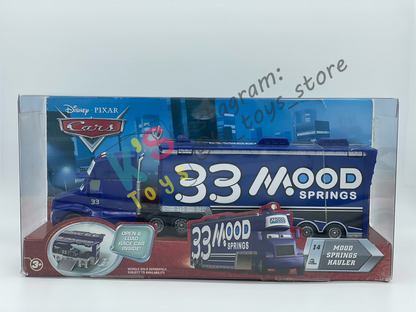 Instagram:
k's_toys_store
K'S
Toys
Disney · PIXAR
Cars
33 MOOD
SPRINGS
33
33 MOOD
SPRINGS
OPEN &
LOAD
RACE CAR
INSIDE!
14
MOOD
SPRINGS
HAULER
3+
VEHICLE SOLD SEPARATELY.
SUBJECT TO AVAILABILITY.